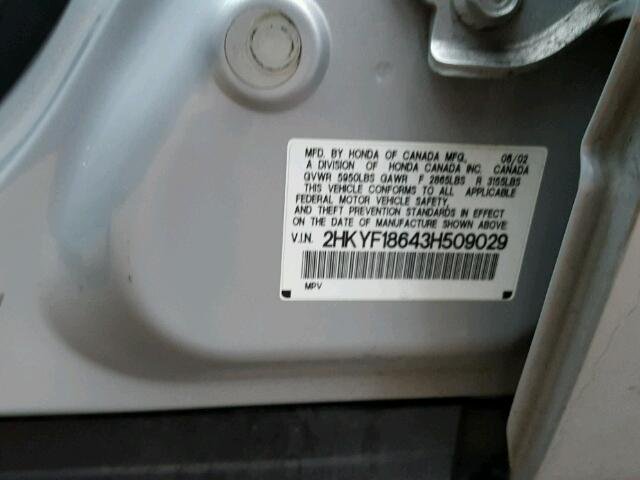 MFD. BY HONDA OF CANADA MFG. 06/02
A DIVISION OF HONDA CANADA INC. CANADA
GVWR 5950LBS GAWR F 2865LBS R 3155LBS
THIS VEHICLE CONFORMS TO ALL APPLICABLE
FEDERAL MOTOR VEHICLE SAFETY,
AND THEFT PREVENTION STANDARDS IN EFFECT
ON THE DATE OF MANUFACTURE SHOWN ABOVE.
V.I.N. 2HKYF18643H509029
MPV